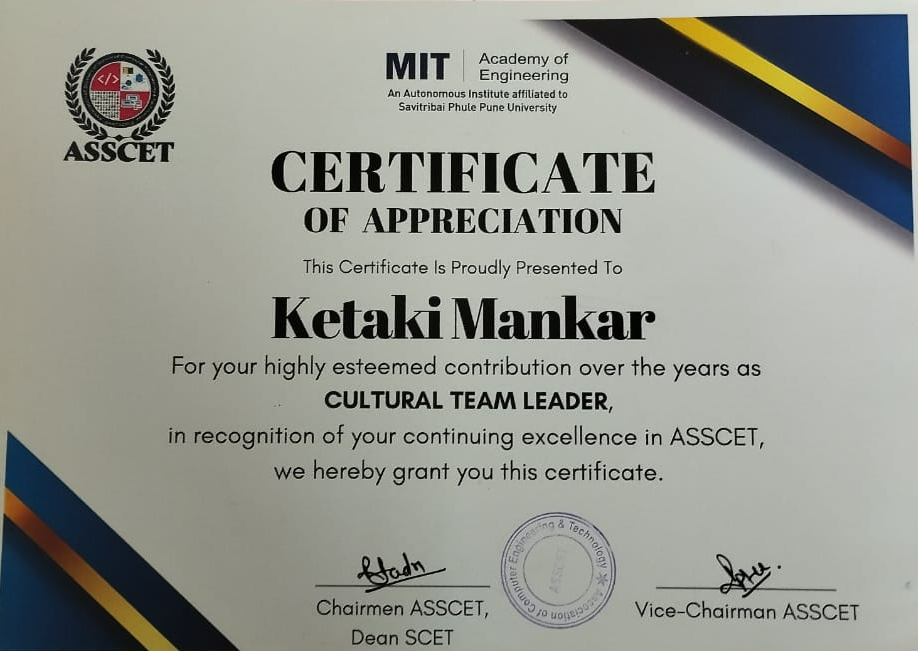 ASSCET
MIT Academy of
Engineering
An Autonomous Institute affiliated to
Savitribai Phule Pune University
CERTIFICATE
OF APPRECIATION
This Certificate Is Proudly Presented To
Ketaki Mankar
For your highly esteemed contribution over the years as
CULTURAL TEAM LEADER,
in recognition of your continuing excellence in ASSCET,
we hereby grant you this certificate.
Association of Computer Engineering & Technology
ASSCET
Chairmen ASSCET,
Dean SCET
Vice-Chairman ASSCET